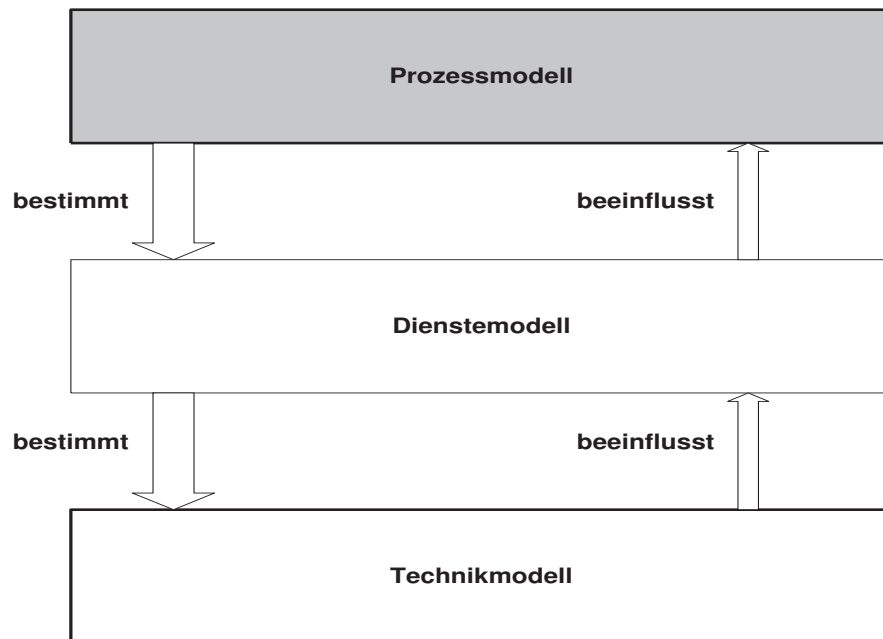 Prozessmodell
bestimmt
beeinflusst
Dienstemodell
bestimmt
beeinflusst
Technikmodell